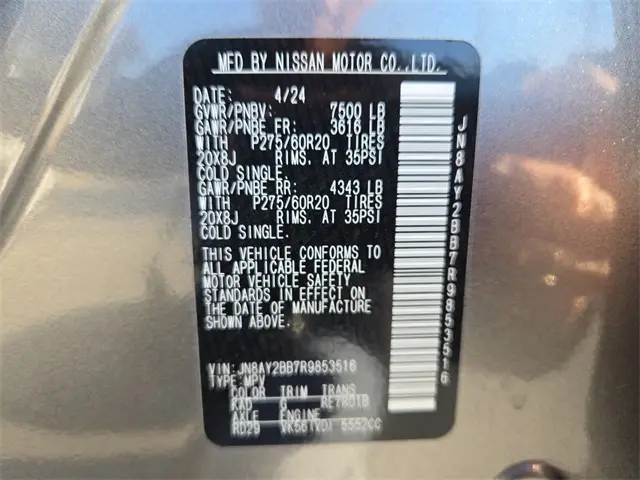 MFD BY NISSAN MOTOR CO.,LTD.
DATE: 4/24
GVWR/PNBV: 7500 LB
GAWR/PNBE FR: 3616 LB
WITH P275/60R20 TIRES
20X8J RIMS. AT 35PSI
COLD SINGLE.
GAWR/PNBE RR: 4343 LB
WITH P275/60R20 TIRES
20X8J RIMS. AT 35PSI
COLD SINGLE.
THIS VEHICLE CONFORMS TO
ALL APPLICABLE FEDERAL
MOTOR VEHICLE SAFETY
STANDARDS IN EFFECT ON
THE DATE OF MANUFACTURE
SHOWN ABOVE.
VIN: JN8AY2BB7R9853516
TYPE: MPV
COLOR TRIM TRANS
KAD G RE7R01B
AXLE ENGINE
RD29 VK56(VD) 5552CC
JN8AY2BB7R9853516